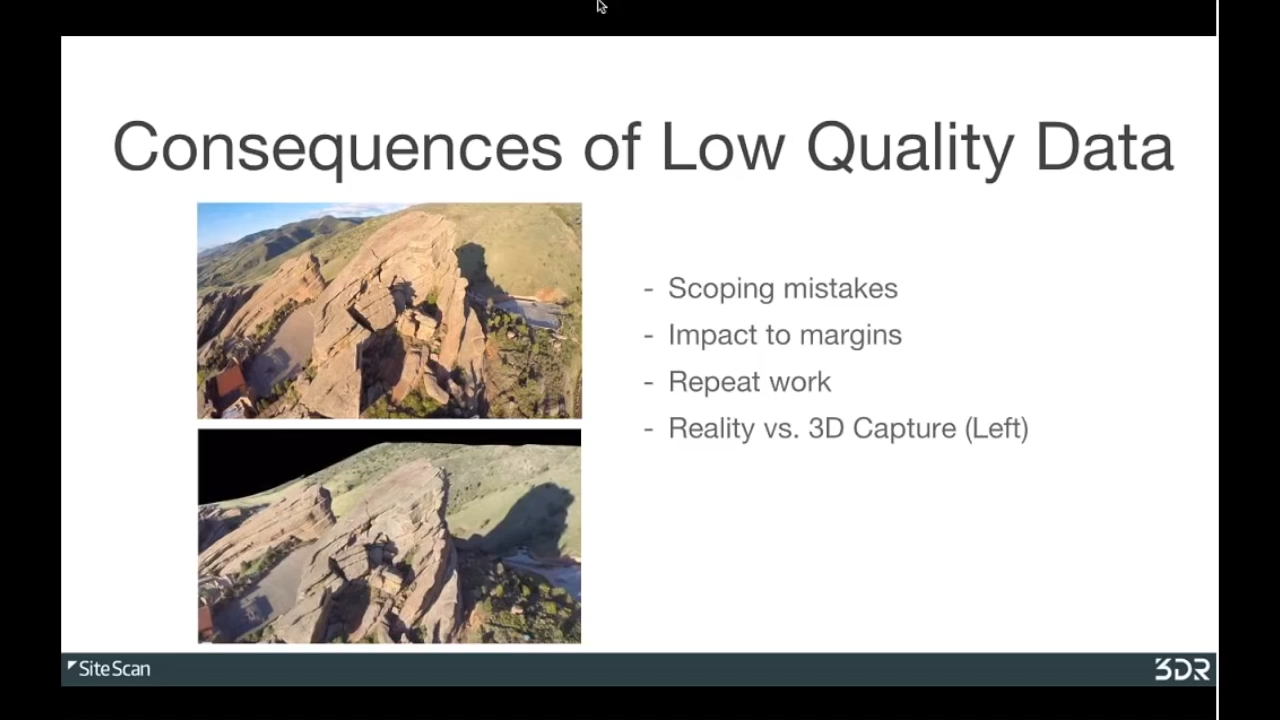 Consequences of Low Quality Data
- Scoping mistakes
- Impact to margins
- Repeat work
- Reality vs. 3D Capture (Left)
SiteScan
3DR